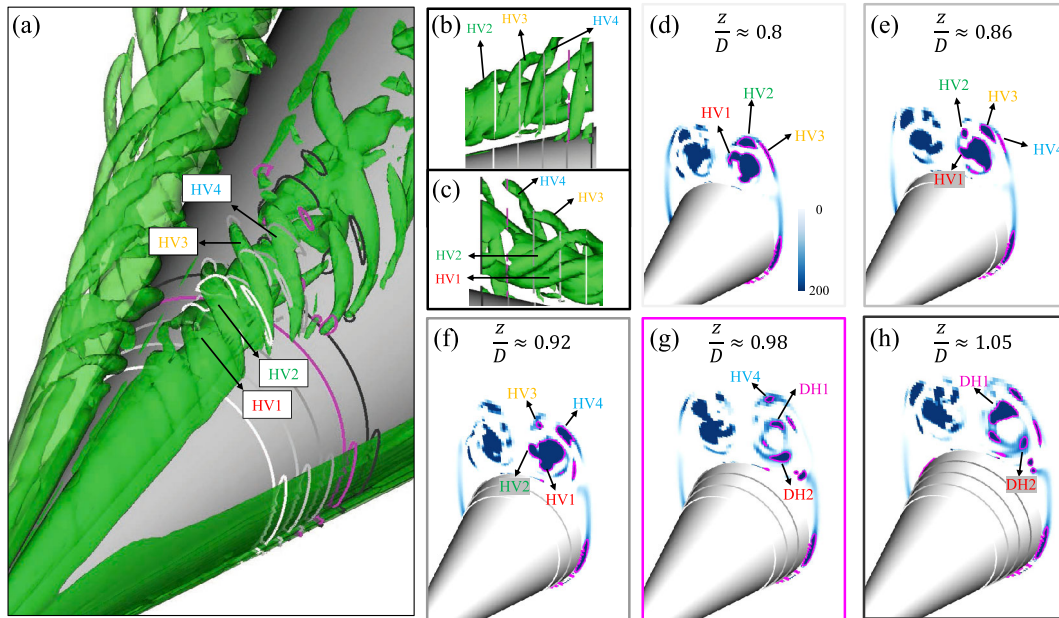 (a)
HV4
HV3
HV2
HV1
(b)
HV2
HV3
HV4
(c)
HV4
HV3
HV2
HV1
(d)
z/D ≈ 0.8
HV2
HV1
HV3
0
200
(e)
z/D ≈ 0.86
HV2
HV3
HV4
HV1
(f)
z/D ≈ 0.92
HV3
HV4
HV2
HV1
(g)
z/D ≈ 0.98
HV4
DH1
DH2
(h)
z/D ≈ 1.05
DH1
DH2